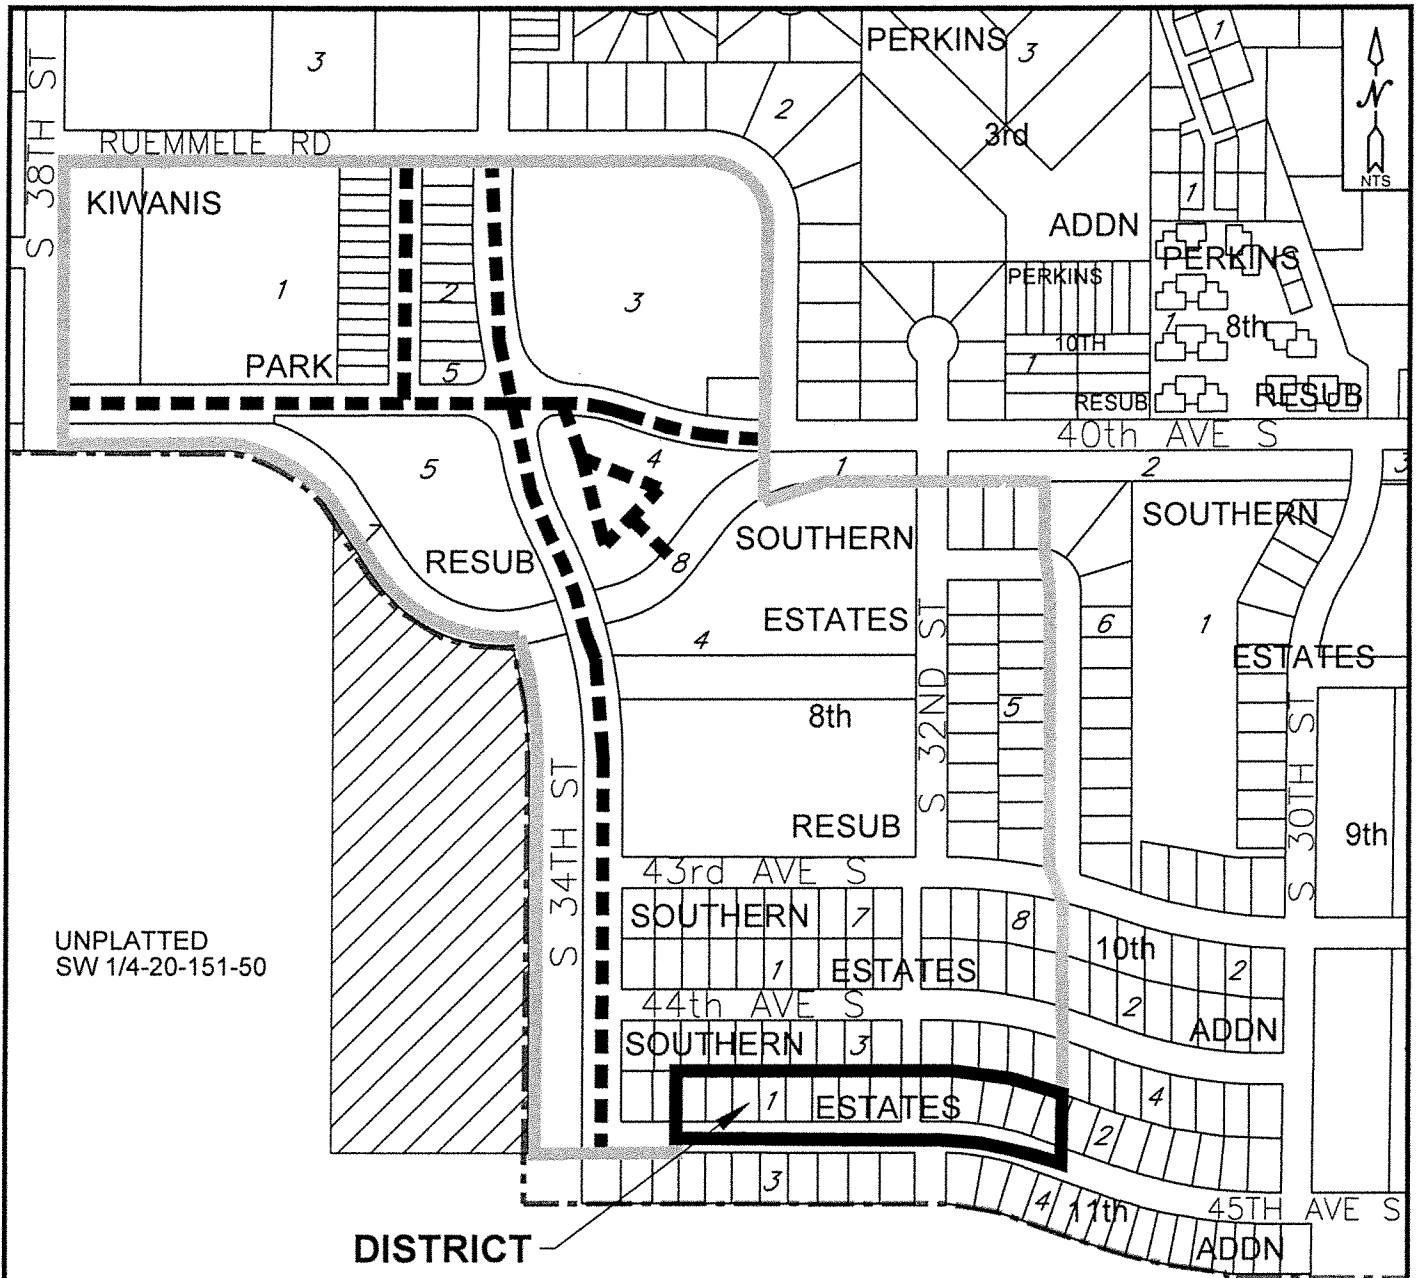 3
PERKINS
3
1
2
N
NTS
S 38TH ST
RUEMMELE RD
3rd
KIWANIS
1
ADDN
PERKINS
PERKINS
1
2
3
1
8th
PARK
5
10TH
1
RESUB
RESUB
40th AVE S
5
4
1
2
3
7
RESUB
8
SOUTHERN
SOUTHERN
ESTATES
4
6
1
ESTATES
8th
S 32ND ST
5
S 34TH ST
RESUB
S 30TH ST
9th
43rd AVE S
SOUTHERN
7
8
UNPLATTED
SW 1/4-20-151-50
1
ESTATES
10th
2
44th AVE S
2
ADDN
SOUTHERN
3
1
ESTATES
4
2
3
4
11th
45TH AVE S
DISTRICT
ADDN